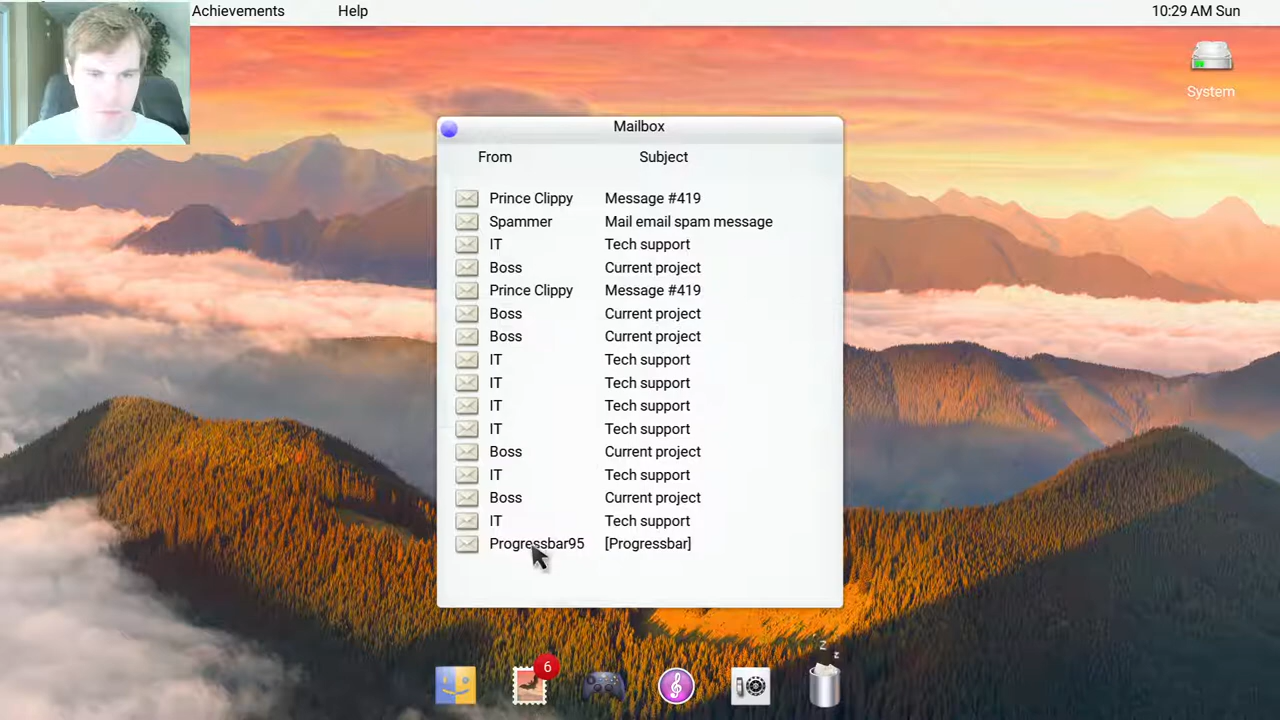 Achievements Help 10:29 AM Sun
System
Mailbox
From Subject
Prince Clippy Message #419
Spammer Mail email spam message
IT Tech support
Boss Current project
Prince Clippy Message #419
Boss Current project
Boss Current project
IT Tech support
IT Tech support
IT Tech support
IT Tech support
Boss Current project
IT Tech support
Boss Current project
IT Tech support
Progressbar95 [Progressbar]
6
Z
z